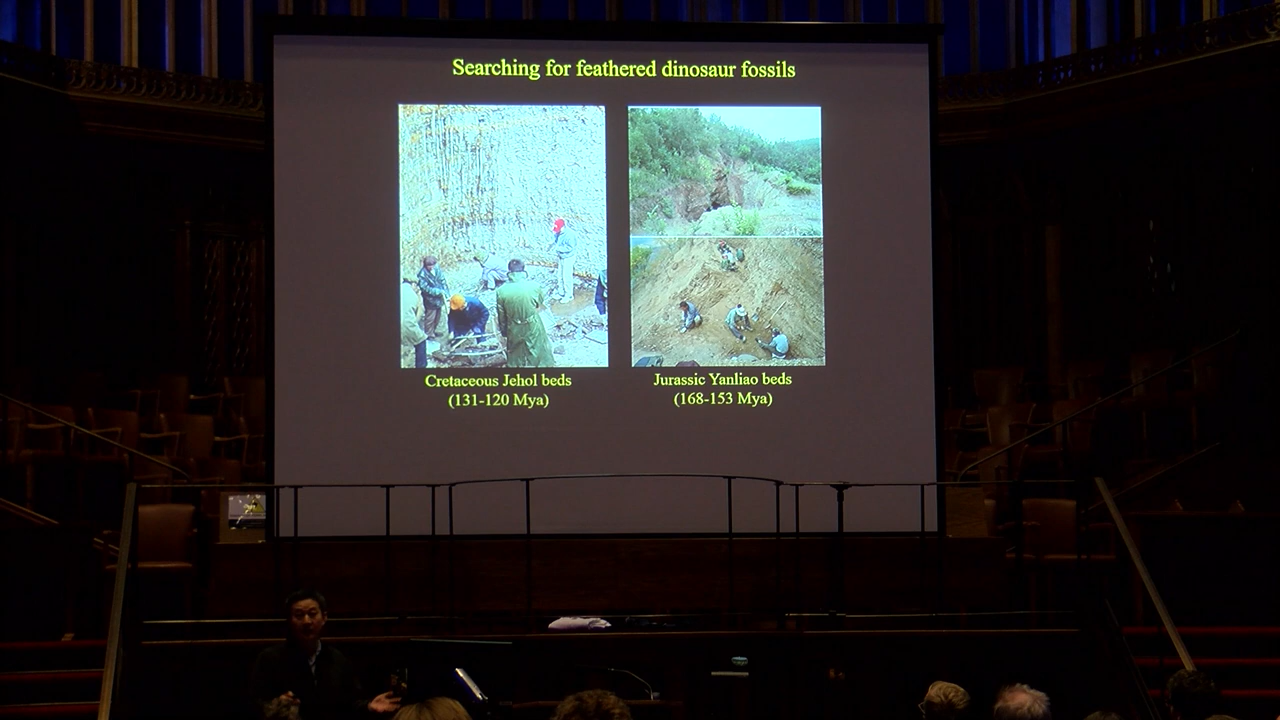 Searching for feathered dinosaur fossils
Cretaceous Jehol beds
(131-120 Mya)
Jurassic Yanliao beds
(168-153 Mya)